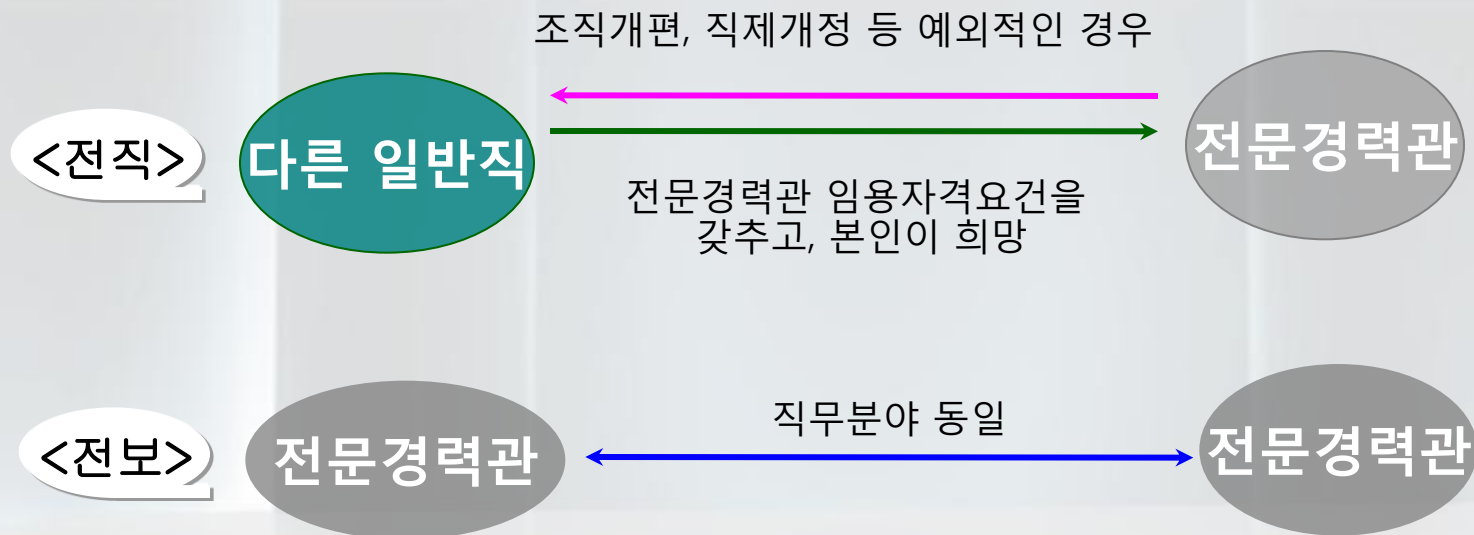 조직개편, 직제개정 등 예외적인 경우
<전직>
다른 일반직
전문경력관
전문경력관 임용자격요건을
갖추고, 본인이 희망
<전보>
전문경력관
직무분야 동일
전문경력관